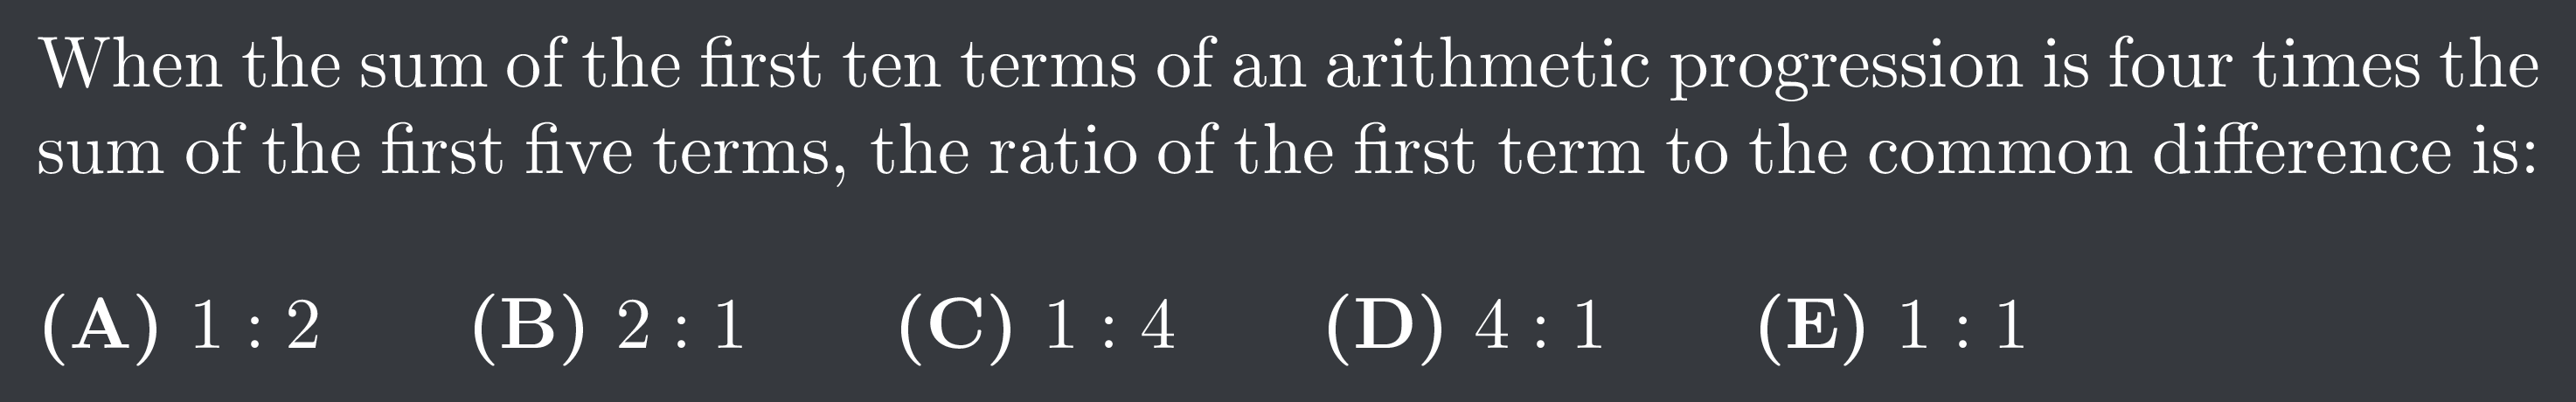 When the sum of the first ten terms of an arithmetic progression is four times the
sum of the first five terms, the ratio of the first term to the common difference is:
(A) 1 : 2 (B) 2 : 1 (C) 1 : 4 (D) 4 : 1 (E) 1 : 1